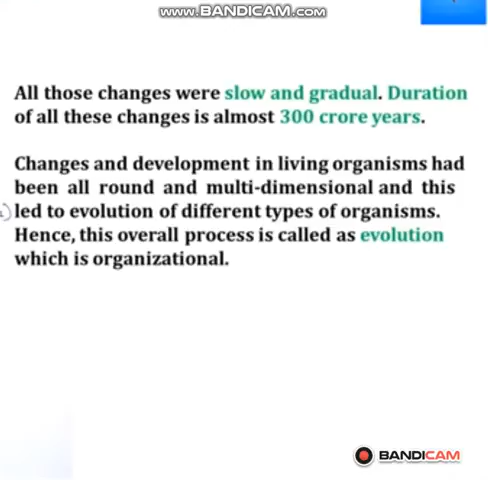 www.BANDICAM.com
All those changes were slow and gradual. Duration
of all these changes is almost 300 crore years.
Changes and development in living organisms had
been all round and multi-dimensional and this
led to evolution of different types of organisms.
Hence, this overall process is called as evolution
which is organizational.
BANDICAM